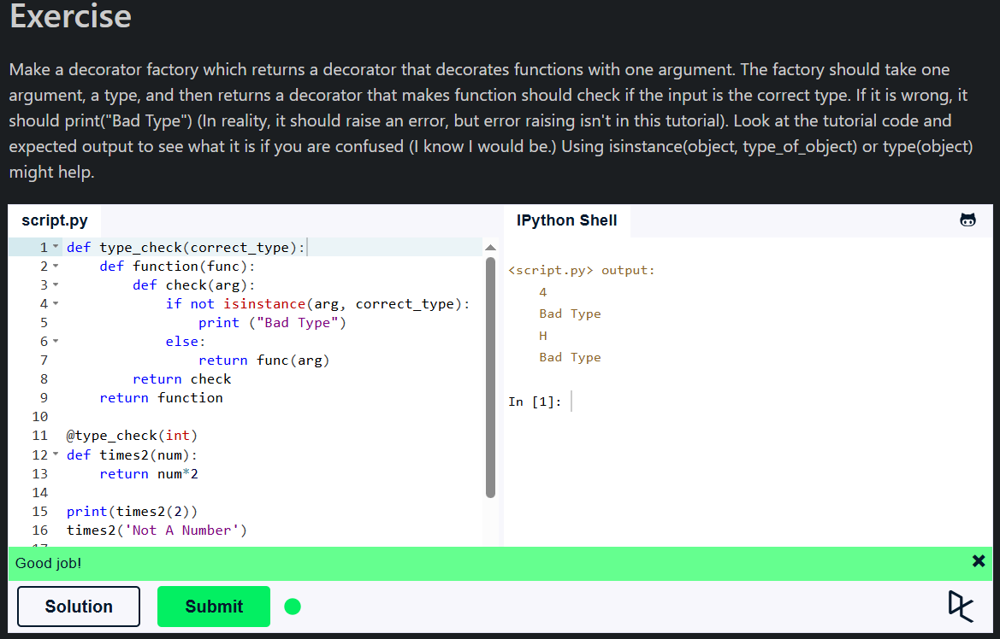 Exercise
Make a decorator factory which returns a decorator that decorates functions with one argument. The factory should take one
argument, a type, and then returns a decorator that makes function should check if the input is the correct type. If it is wrong, it
should print("Bad Type") (In reality, it should raise an error, but error raising isn't in this tutorial). Look at the tutorial code and
expected output to see what it is if you are confused (I know I would be.) Using isinstance(object, type_of_object) or type(object)
might help.
script.py
1 def type_check(correct_type):
2     def function(func):
3         def check(arg):
4             if not isinstance(arg, correct_type):
5                 print ("Bad Type")
6             else:
7                 return func(arg)
8         return check
9     return function
10
11 @type_check(int)
12 def times2(num):
13     return num*2
14
15 print(times2(2))
16 times2('Not A Number')
17
IPython Shell
<script.py> output:
4
Bad Type
H
Bad Type
In [1]:
Good job!
Solution
Submit